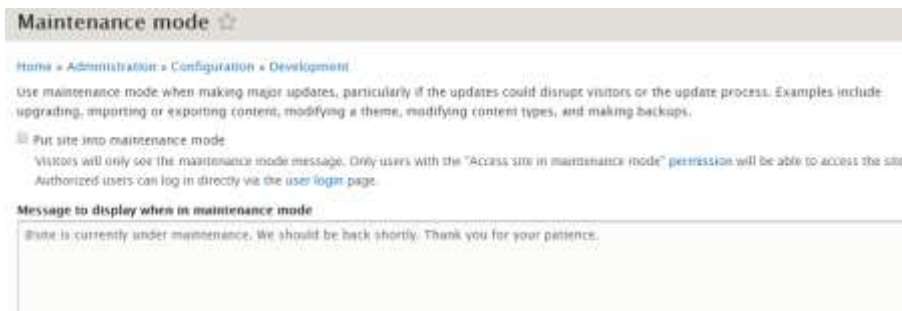 Maintenance mode
Home » Administration » Configuration » Development
Use maintenance mode when making major updates, particularly if the updates could disrupt visitors or the update process. Examples include
upgrading, importing or exporting content, modifying a theme, modifying content types, and making backups.
Put site into maintenance mode
Visitors will only see the maintenance mode message. Only users with the "Access site in maintenance mode" permission will be able to access the site
Authorized users can log in directly via the user login page.
Message to display when in maintenance mode
@site is currently under maintenance. We should be back shortly. Thank you for your patience.